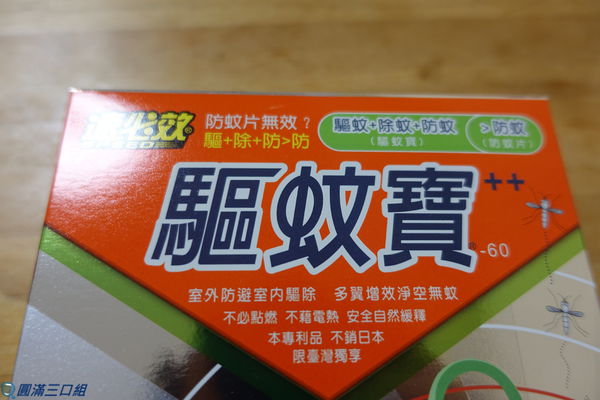 速必效®
防蚊片無效？
驅+除+防>防
驅蚊+除蚊+防蚊
(驅蚊寶)
>防蚊
(防蚊片)
驅蚊寶++
®-60
室外防避室內驅除 多翼增效淨空無蚊
不必點燃 不藉電熱 安全自然緩釋
本專利品 不銷日本
限臺灣獨享
圓滿三口組